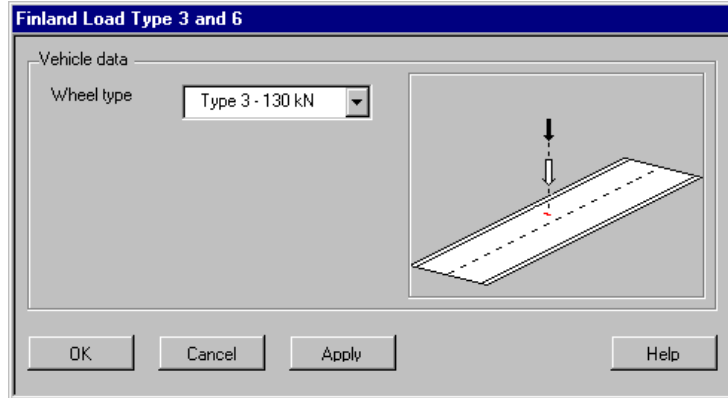 Finland Load Type 3 and 6
Vehicle data
Wheel type
Type 3 - 130 kN
OK
Cancel
Apply
Help